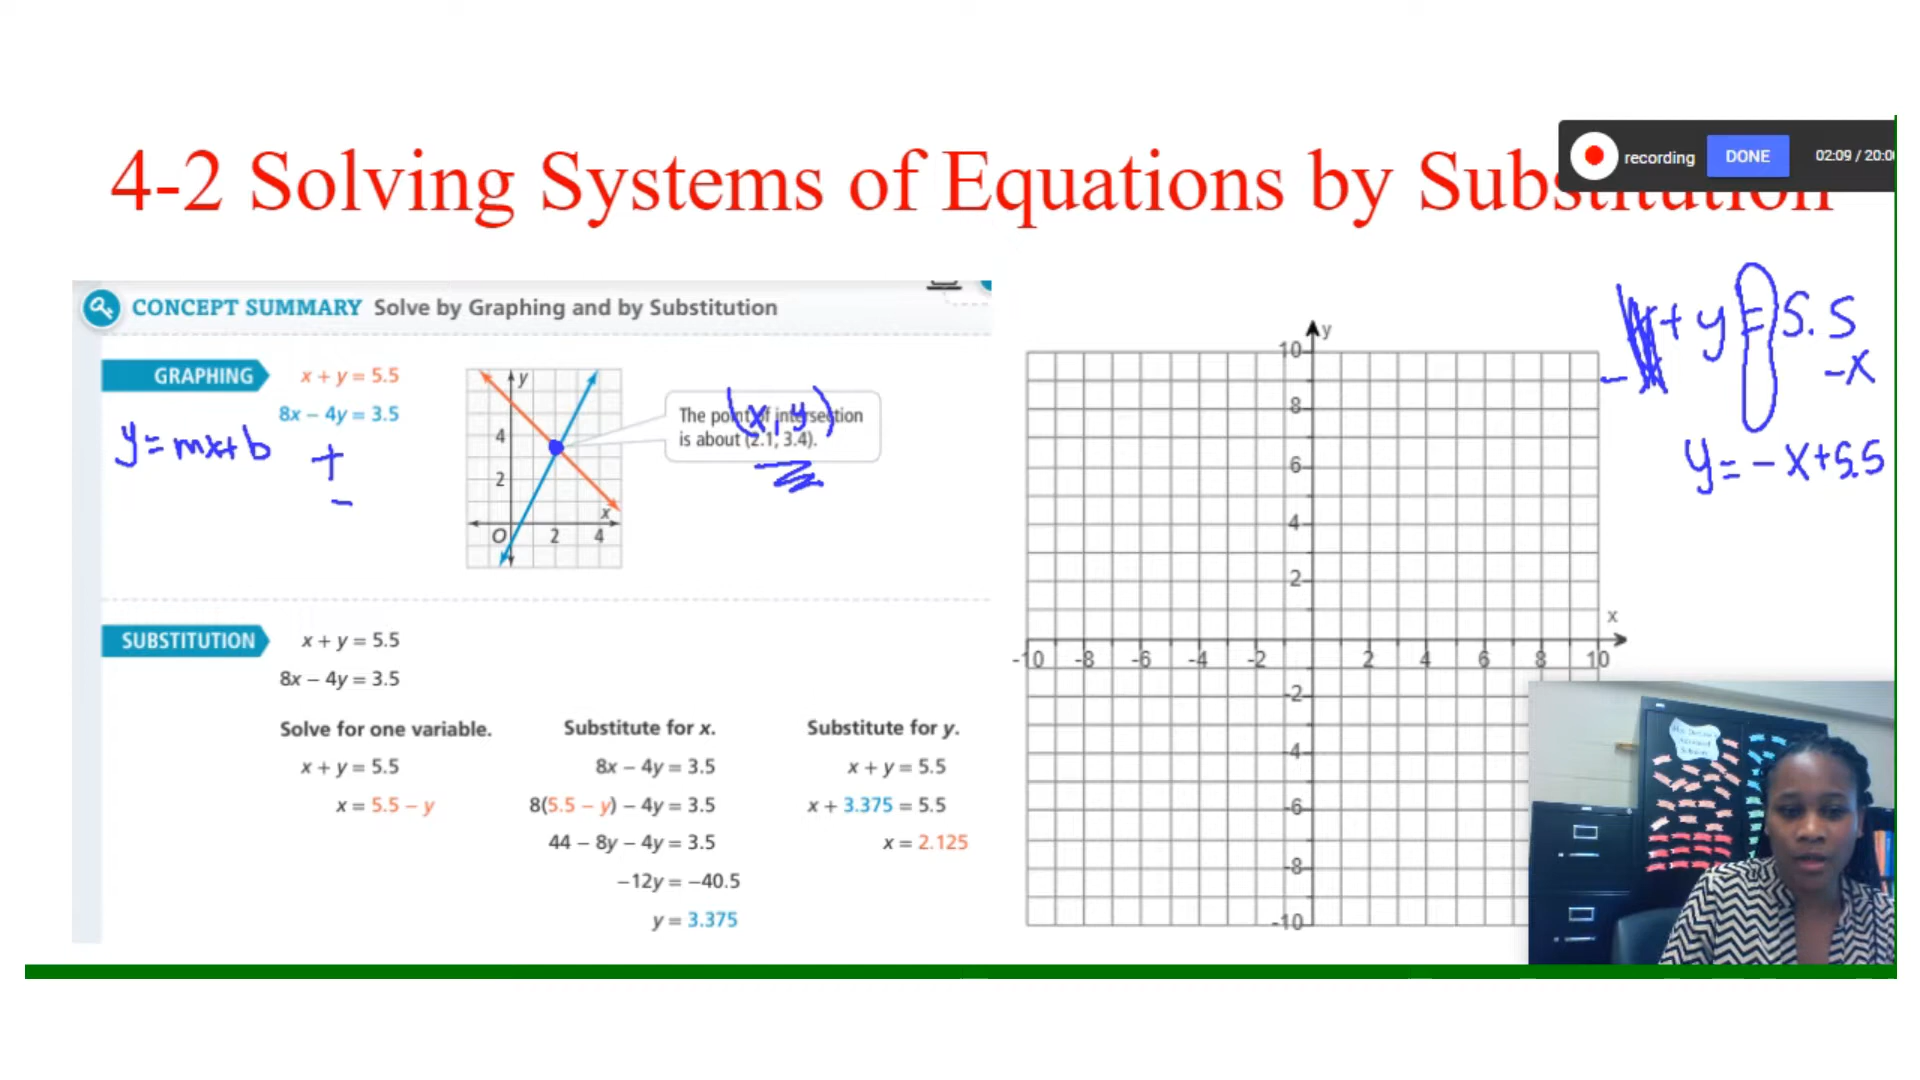 4-2 Solving Systems of Equations by Substitution
recording DONE 02:09 / 20:00
CONCEPT SUMMARY Solve by Graphing and by Substitution
GRAPHING
x + y = 5.5
8x − 4y = 3.5
y = mx + b
+
-
y
4
2
O
2
4
x
The point of intersection
is about (2.1, 3.4).
(x, y)
SUBSTITUTION
x + y = 5.5
8x − 4y = 3.5
Solve for one variable.
x + y = 5.5
x = 5.5 − y
Substitute for x.
8x − 4y = 3.5
8(5.5 − y) − 4y = 3.5
44 − 8y − 4y = 3.5
−12y = −40.5
y = 3.375
Substitute for y.
x + y = 5.5
x + 3.375 = 5.5
x = 2.125
y
10
8
6
4
2
x
-10 -8 -6 -4 -2 2 4 6 8 10
-2
-4
-6
-8
-10
x + y = 5.5
-x -x
y = -x + 5.5